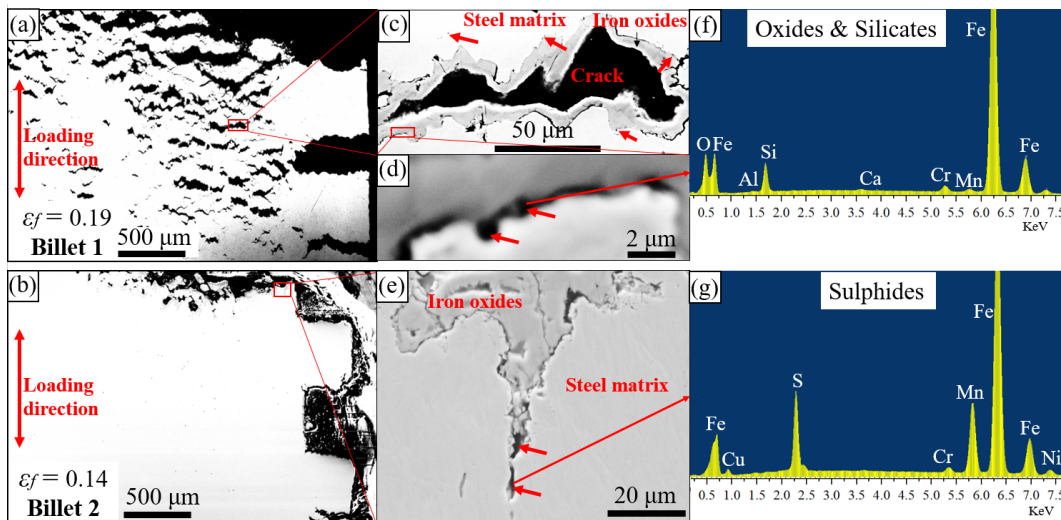 (a)
Loading
direction
εf = 0.19
Billet 1
500 μm
(b)
Loading
direction
εf = 0.14
Billet 2
500 μm
(c)
Steel matrix
Iron oxides
Crack
50 μm
(d)
2 μm
(e)
Iron oxides
Steel matrix
20 μm
(f)
Oxides & Silicates
Fe
O Fe
Si
Al
Ca
Cr
Mn
Fe
0.5 1.0 1.5 2.0 2.5 3.0 3.5 4.0 4.5 5.0 5.5 6.0 6.5 7.0 7.5
KeV
(g)
Sulphides
Fe
S
Mn
Fe
Fe
Cu
Cr
Ni
0.5 1.0 1.5 2.0 2.5 3.0 3.5 4.0 4.5 5.0 5.5 6.0 6.5 7.0 7.5
KeV